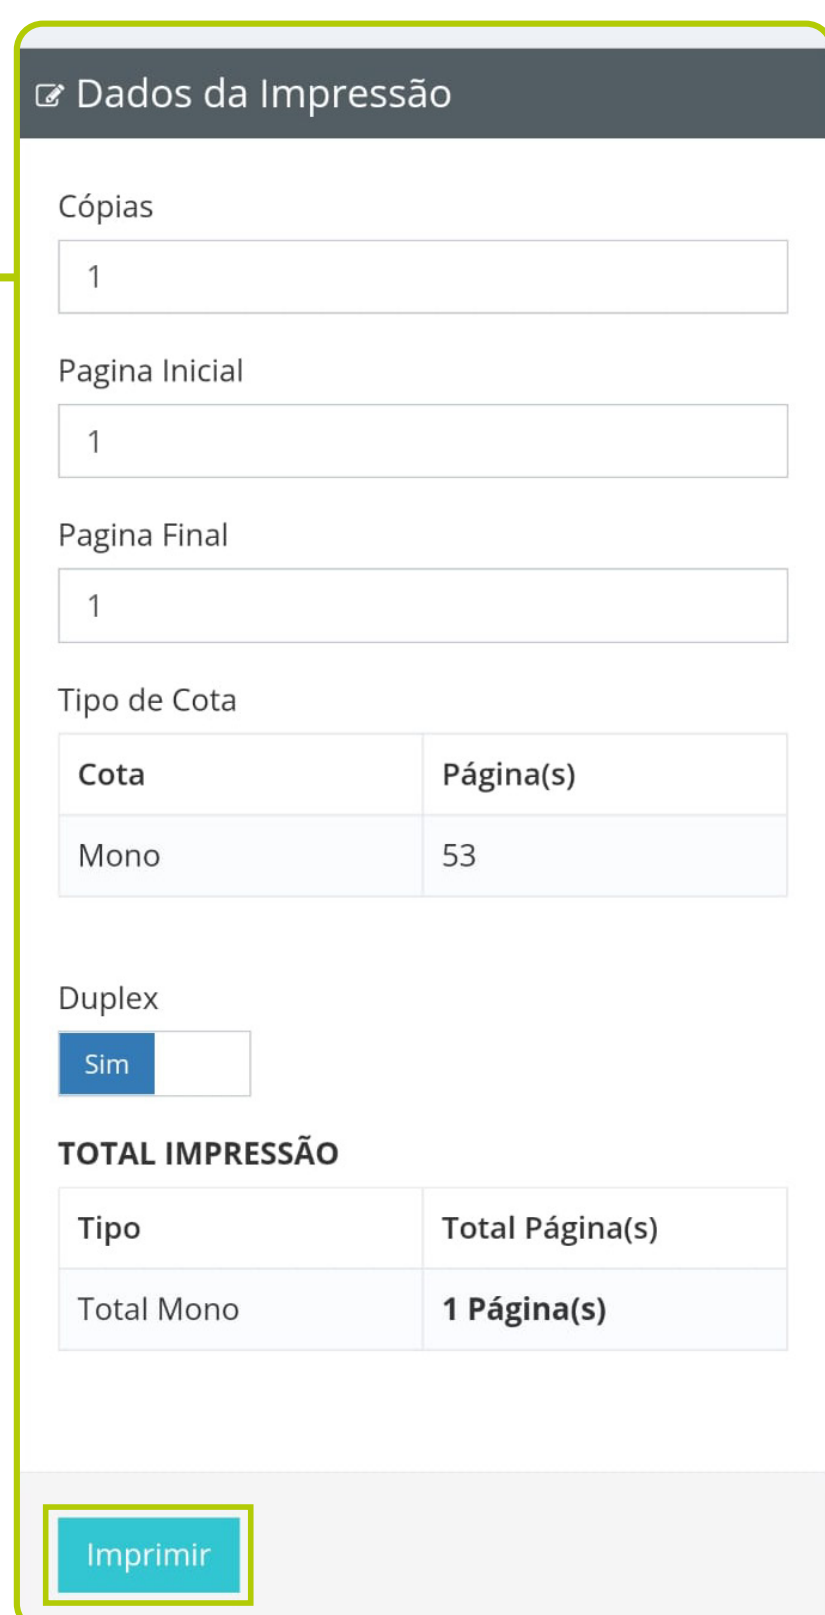 Dados da Impressão
Cópias
1
Pagina Inicial
1
Pagina Final
1
Tipo de Cota
Cota Página(s)
Mono 53
Duplex
Sim
TOTAL IMPRESSÃO
Tipo Total Página(s)
Total Mono 1 Página(s)
Imprimir